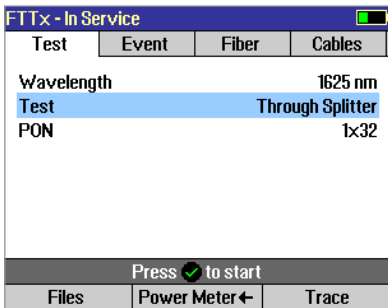 FTTx - In Service
Test Event Fiber Cables
Wavelength 1625 nm
Test Through Splitter
PON 1x32
Press to start
Files Power Meter← Trace